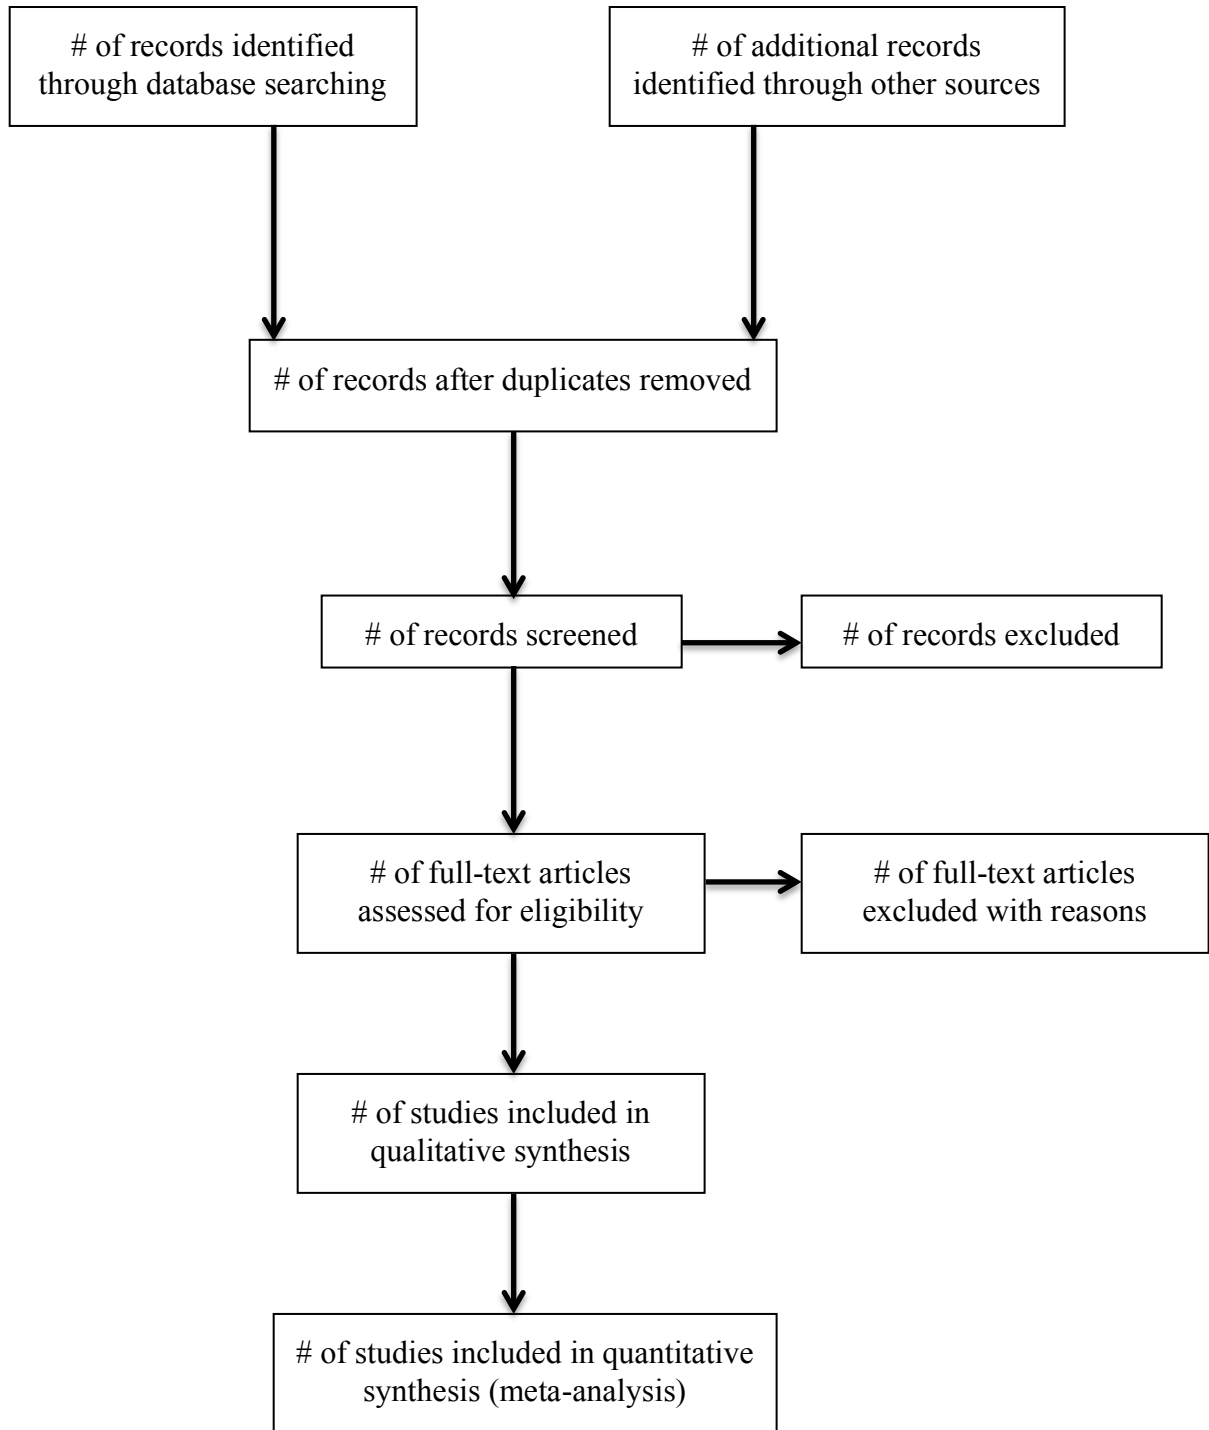 # of records identified
through database searching
# of additional records
identified through other sources
# of records after duplicates removed
# of records screened
# of records excluded
# of full-text articles
assessed for eligibility
# of full-text articles
excluded with reasons
# of studies included in
qualitative synthesis
# of studies included in quantitative
synthesis (meta-analysis)